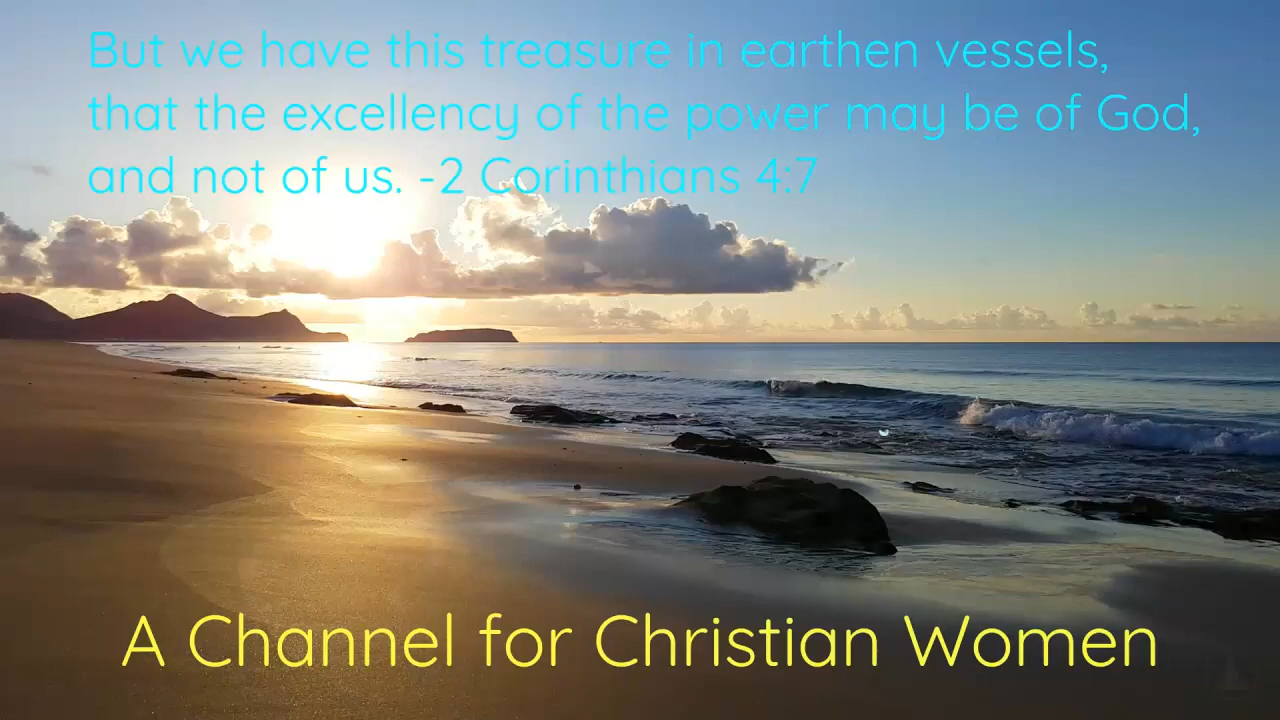 But we have this treasure in earthen vessels,
that the excellency of the power may be of God,
and not of us. -2 Corinthians 4:7
A Channel for Christian Women